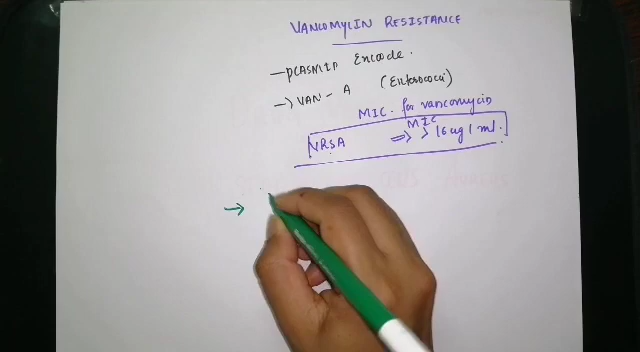 VANCOMYCIN RESISTANCE
- PLASMID Encode.
-> VAN - A (Enterococci)
MIC. for vancomycin
MIC
VRSA => > 16 ug / ml.
->